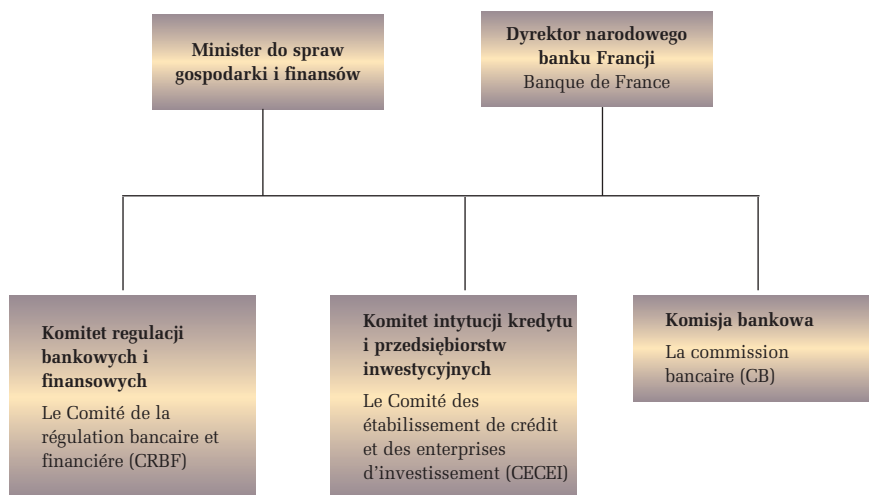 Minister do spraw
gospodarki i finansów
Dyrektor narodowego
banku Francji
Banque de France
Komitet regulacji
bankowych i
finansowych
Le Comité de la
régulation bancaire et
financiére (CRBF)
Komitet intytucji kredytu
i przedsiębiorstw
inwestycyjnych
Le Comité des
étabilissement de crédit
et des enterprises
d’investissement (CECEI)
Komisja bankowa
La commission
bancaire (CB)